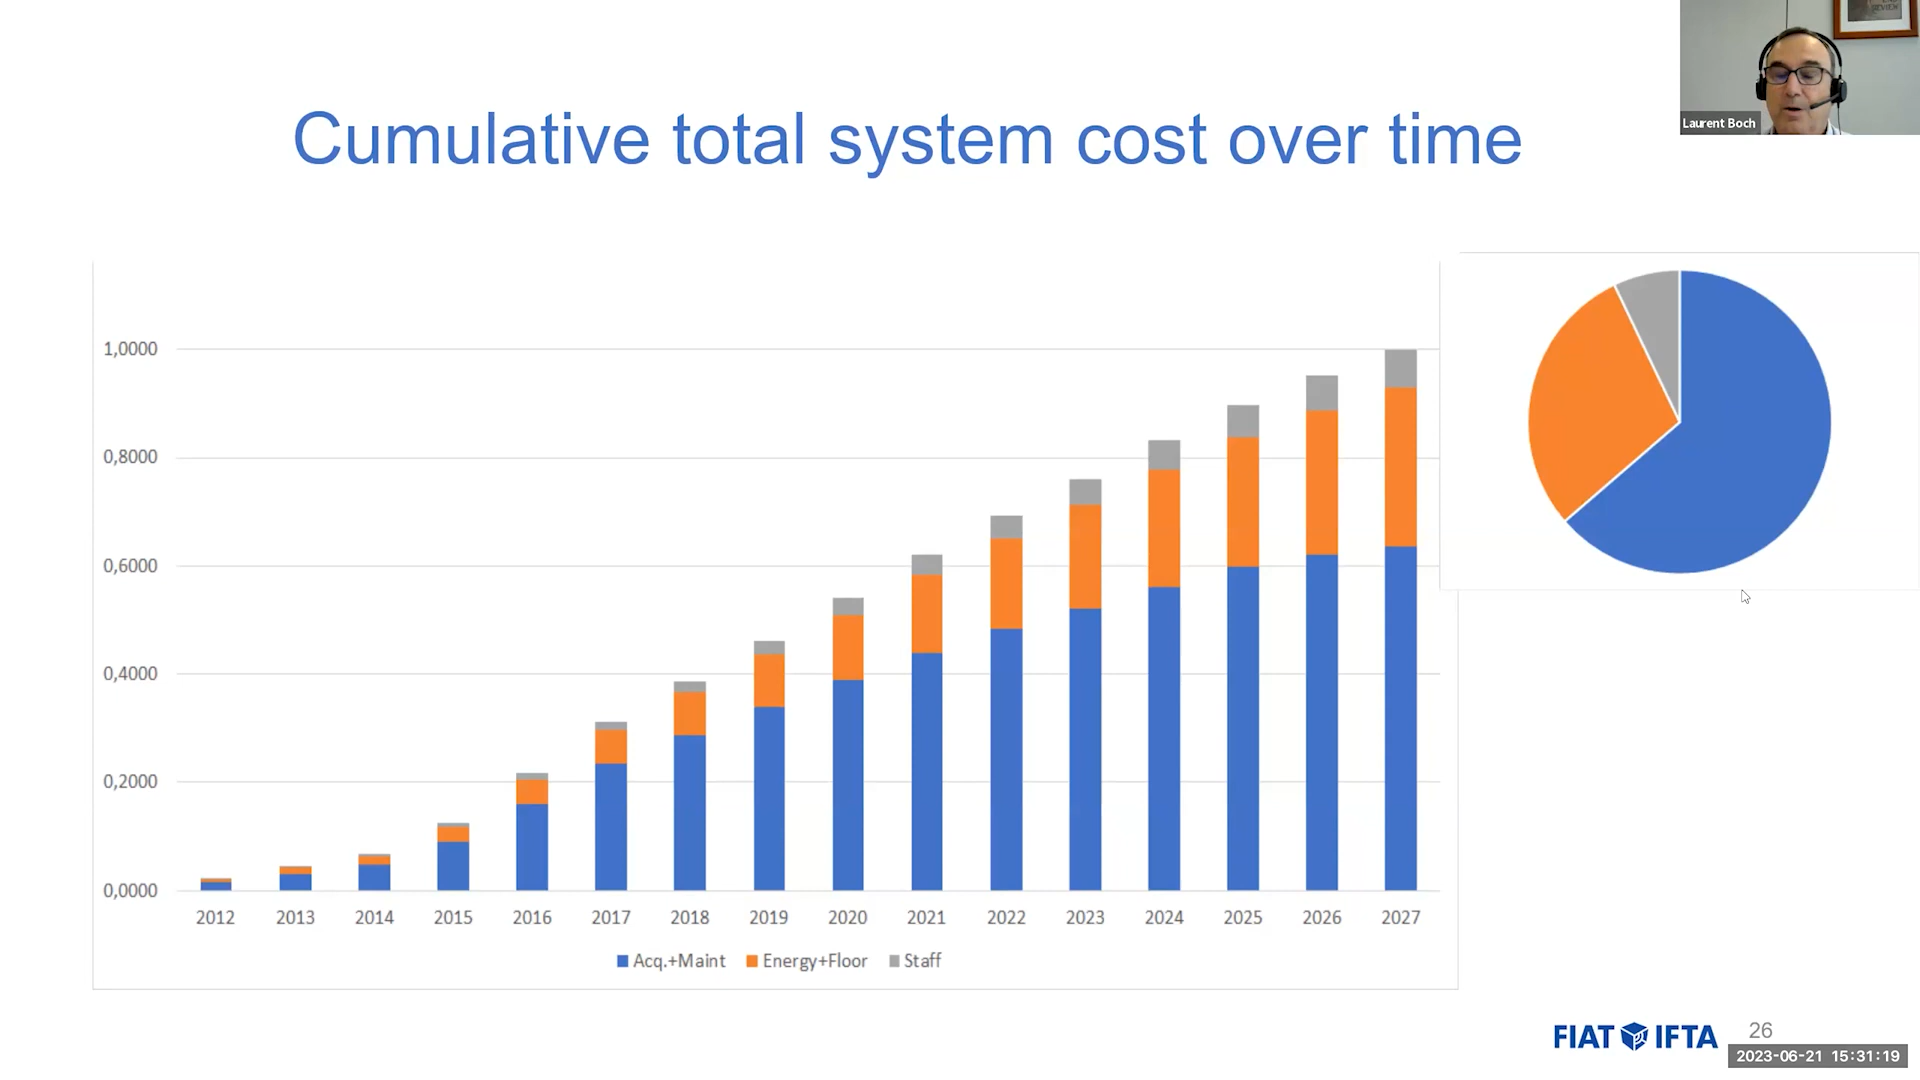 Laurent Boch
Cumulative total system cost over time
1,0000
0,8000
0,6000
0,4000
0,2000
0,0000
2012 2013 2014 2015 2016 2017 2018 2019 2020 2021 2022 2023 2024 2025 2026 2027
Acq.+Maint Energy+Floor Staff
FIAT IFTA
26
2023-06-21 15:31:19